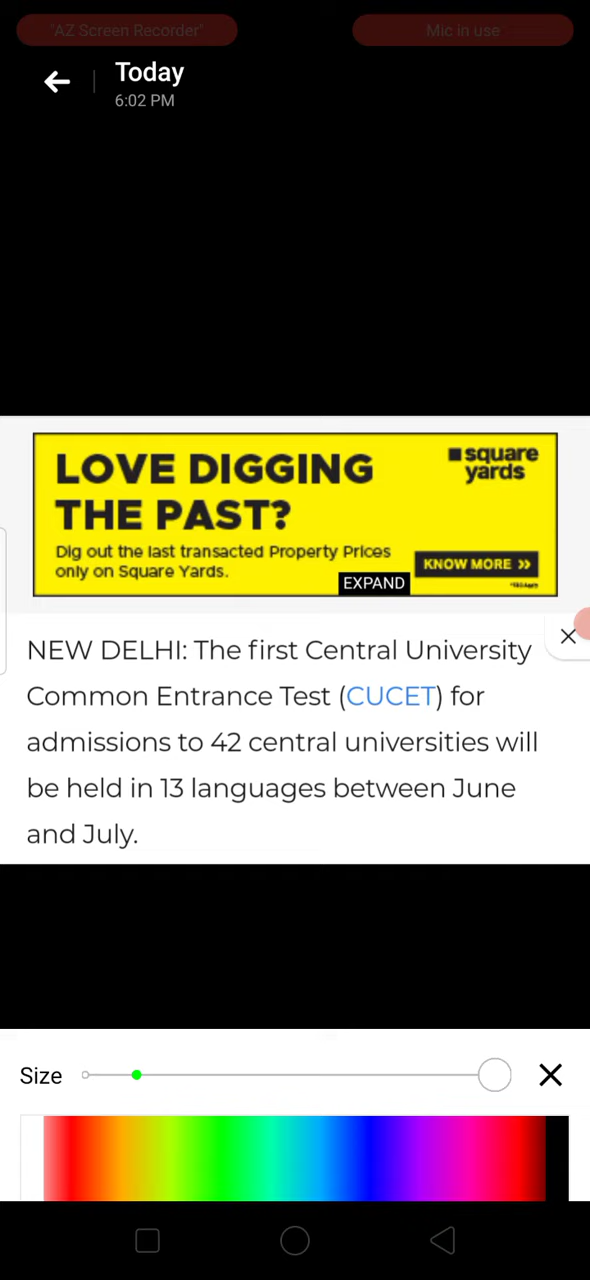 "AZ Screen Recorder"
Mic in use
Today
6:02 PM
LOVE DIGGING
THE PAST?
Dig out the last transacted Property Prices
only on Square Yards.
square
yards
KNOW MORE »
EXPAND
NEW DELHI: The first Central University
Common Entrance Test (CUCET) for
admissions to 42 central universities will
be held in 13 languages between June
and July.
Size